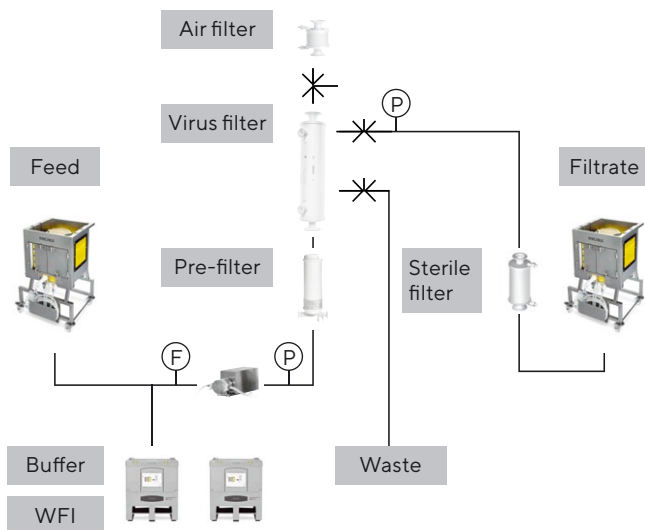 Air filter
Virus filter
P
Feed
Filtrate
Pre-filter
Sterile
filter
F
P
Buffer
Waste
WFI